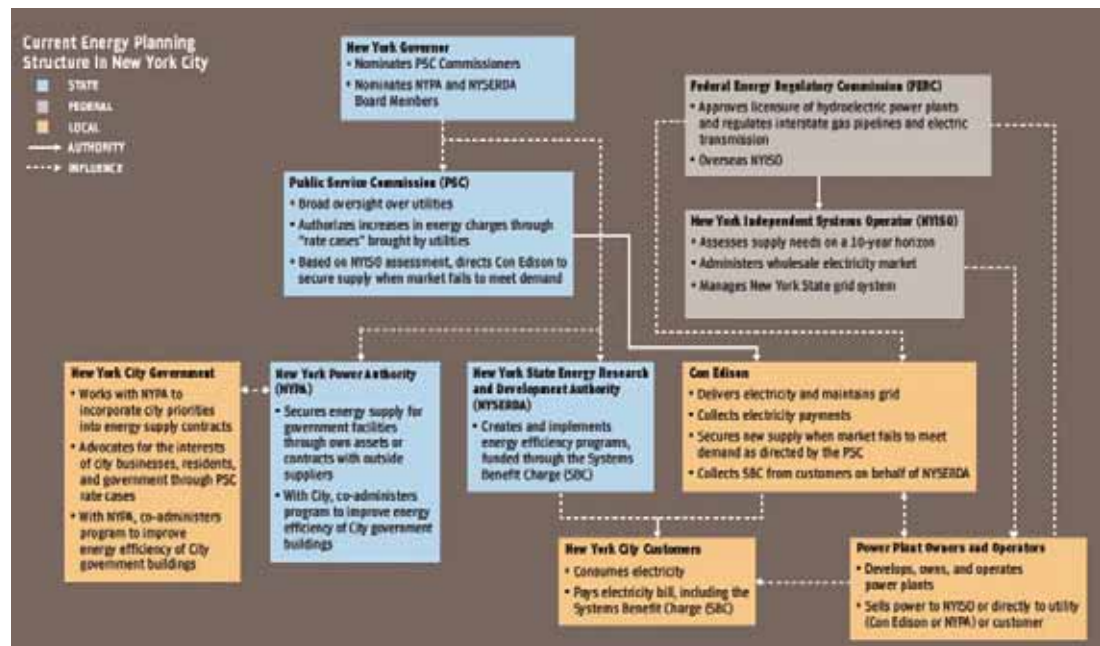 Current Energy Planning
Structure In New York City
STATE
FEDERAL
LOCAL
AUTHORITY
INFLUENCE
New York Governor
• Nominates PSC Commissioners
• Nominates NYPA and NYSERDA
Board Members
Federal Energy Regulatory Commission (FERC)
• Approves licensure of hydroelectric power plants
and regulates interstate gas pipelines and electric
transmission
• Overseas NYISO
Public Service Commission (PSC)
• Broad oversight over utilities
• Authorizes increases in energy charges through
"rate cases" brought by utilities
• Based on NYISO assessment, directs Con Edison to
secure supply when market fails to meet demand
New York Independent Systems Operator (NYISO)
• Assesses supply needs on a 10-year horizon
• Administers wholesale electricity market
• Manages New York State grid system
New York City Government
• Works with NYPA to
incorporate city priorities
into energy supply contracts
• Advocates for the interests
of city businesses, residents,
and government through PSC
rate cases
• With NYPA, co-administers
program to improve
energy efficiency of City
government buildings
New York Power Authority
(NYPA)
• Secures energy supply for
government facilities
through own assets or
contracts with outside
suppliers
• With City, co-administers
program to improve energy
efficiency of City government
buildings
New York State Energy Research
and Development Authority
(NYSERDA)
• Creates and implements
energy efficiency programs,
funded through the Systems
Benefit Charge (SBC)
Con Edison
• Delivers electricity and maintains grid
• Collects electricity payments
• Secures new supply when market fails to meet
demand as directed by the PSC
• Collects SBC from customers on behalf of NYSERDA
New York City Customers
• Consumes electricity
• Pays electricity bill, including the
Systems Benefit Charge (SBC)
Power Plant Owners and Operators
• Develops, owns, and operates
power plants
• Sells power to NYISO or directly to utility
(Con Edison or NYPA) or customer